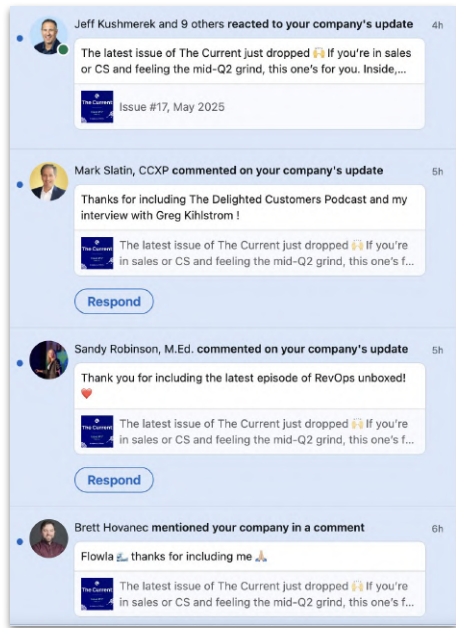 Jeff Kushmerek and 9 others reacted to your company's update 4h
The latest issue of The Current just dropped 🙌 If you're in sales
or CS and feeling the mid-Q2 grind, this one's for you. Inside,...
The Current
Issue #17, May 2025
Mark Slatin, CCXP commented on your company's update 5h
Thanks for including The Delighted Customers Podcast and my
interview with Greg Kihlstrom !
The Current
The latest issue of The Current just dropped 🙌 If you're
in sales or CS and feeling the mid-Q2 grind, this one's f...
Respond
Sandy Robinson, M.Ed. commented on your company's update 5h
Thank you for including the latest episode of RevOps unboxed!
❤️
The Current
The latest issue of The Current just dropped 🙌 If you're
in sales or CS and feeling the mid-Q2 grind, this one's f...
Respond
Brett Hovanec mentioned your company in a comment 6h
Flowla 🌊 thanks for including me 🙏🏼
The Current
The latest issue of The Current just dropped 🙌 If you're
in sales or CS and feeling the mid-Q2 grind, this one's f...